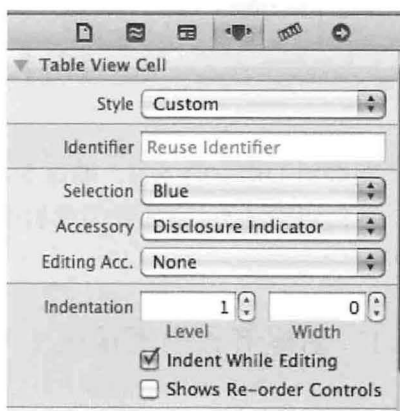 Table View Cell
Style Custom
Identifier Reuse Identifier
Selection Blue
Accessory Disclosure Indicator
Editing Acc. None
Indentation 1 0
Level Width
Indent While Editing
Shows Re-order Controls